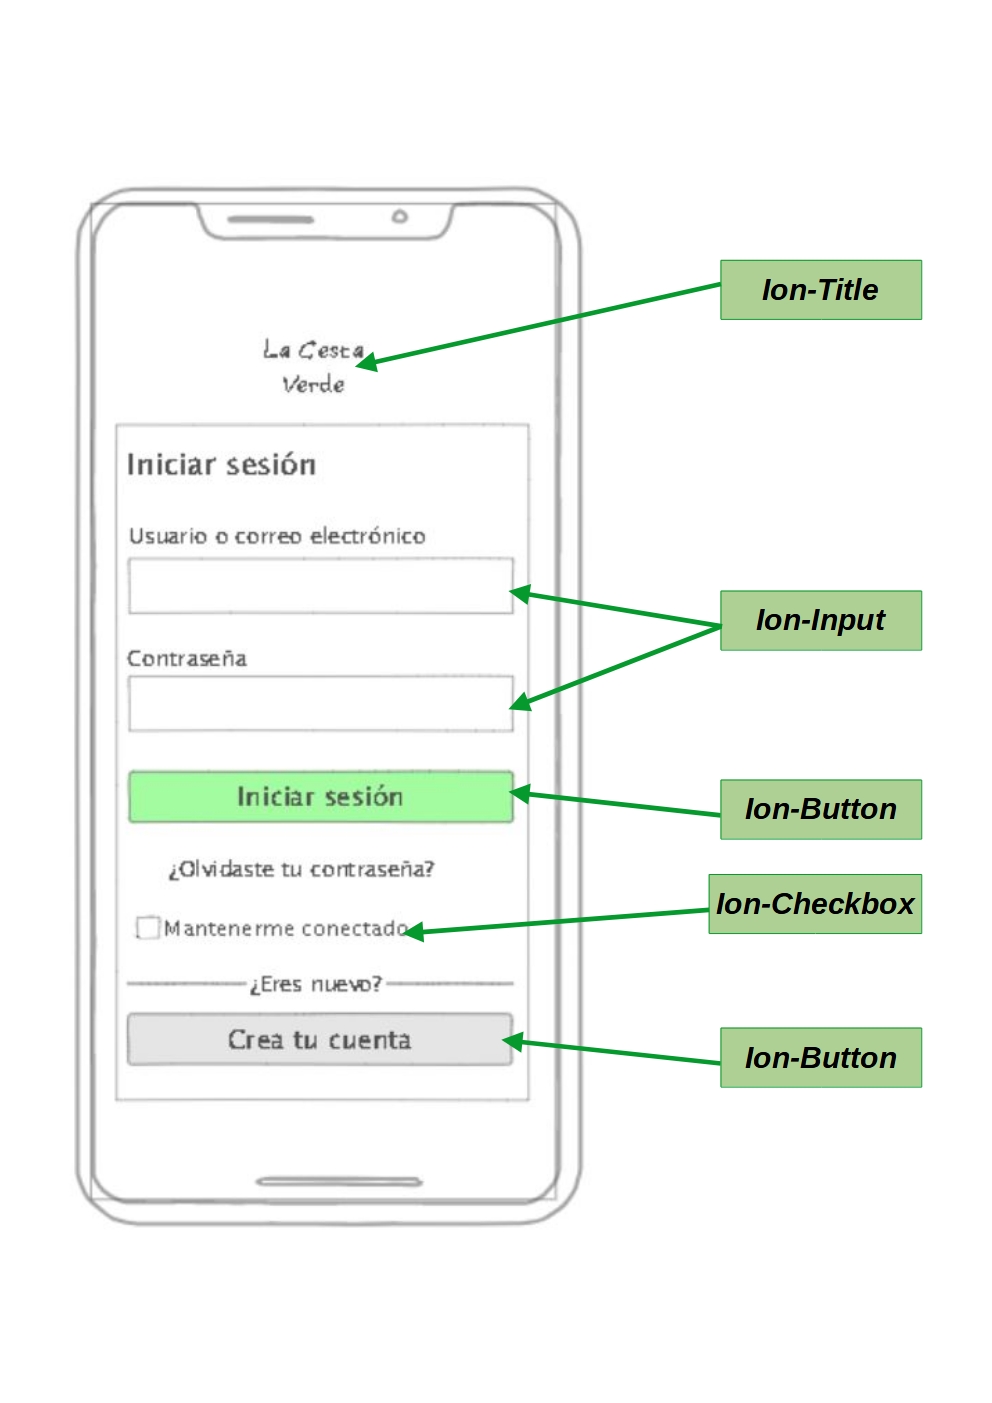 Ion-Title
La Cesta
Verde
Iniciar sesión
Usuario o correo electrónico
Ion-Input
Contraseña
Iniciar sesión
Ion-Button
¿Olvidaste tu contraseña?
Ion-Checkbox
Mantenerme conectado
¿Eres nuevo?
Crea tu cuenta
Ion-Button